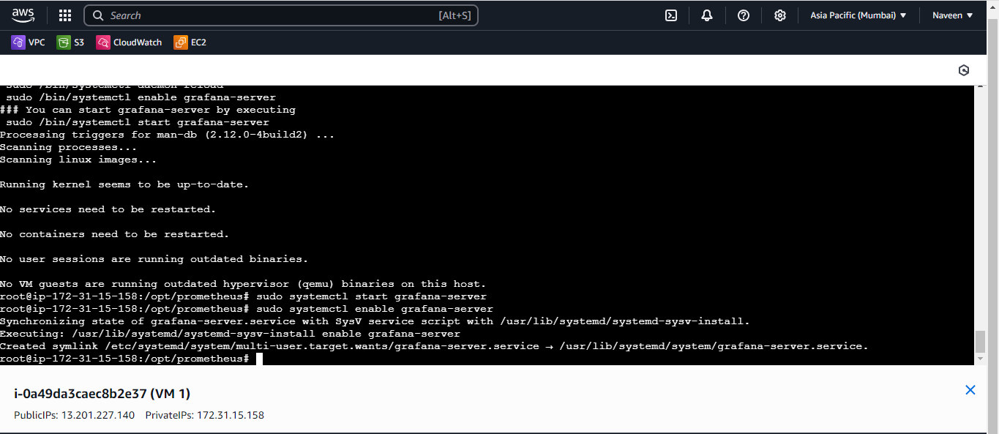 aws
Search [Alt+S]
Asia Pacific (Mumbai) Naveen
VPC S3 CloudWatch EC2
sudo /bin/systemctl daemon-reload
sudo /bin/systemctl enable grafana-server
### You can start grafana-server by executing
sudo /bin/systemctl start grafana-server
Processing triggers for man-db (2.12.0-4build2) ...
Scanning processes...
Scanning linux images...
Running kernel seems to be up-to-date.
No services need to be restarted.
No containers need to be restarted.
No user sessions are running outdated binaries.
No VM guests are running outdated hypervisor (qemu) binaries on this host.
root@ip-172-31-15-158:/opt/prometheus# sudo systemctl start grafana-server
root@ip-172-31-15-158:/opt/prometheus# sudo systemctl enable grafana-server
Synchronizing state of grafana-server.service with SysV service script with /usr/lib/systemd/systemd-sysv-install.
Executing: /usr/lib/systemd/systemd-sysv-install enable grafana-server
Created symlink /etc/systemd/system/multi-user.target.wants/grafana-server.service → /usr/lib/systemd/system/grafana-server.service.
root@ip-172-31-15-158:/opt/prometheus#
i-0a49da3caec8b2e37 (VM 1)
PublicIPs: 13.201.227.140 PrivateIPs: 172.31.15.158